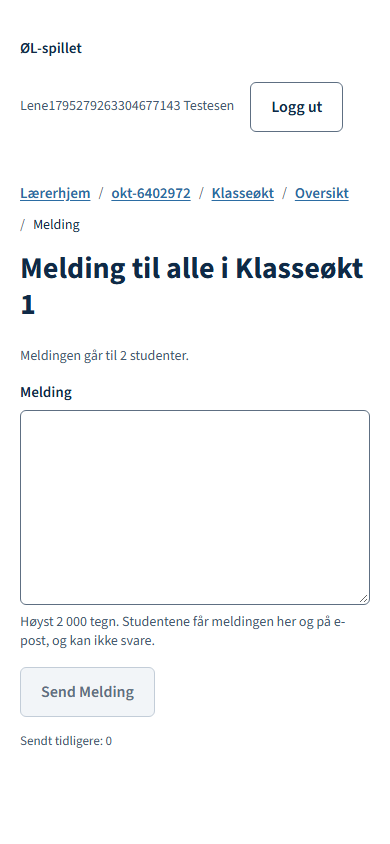 ØL-spillet
Lene1795279263304677143 Testesen
Logg ut
Lærerhjem / okt-6402972 / Klasseøkt / Oversikt
/ Melding
Melding til alle i Klasseøkt
1
Meldingen går til 2 studenter.
Melding
Høyst 2 000 tegn. Studentene får meldingen her og på e-
post, og kan ikke svare.
Send Melding
Sendt tidligere: 0